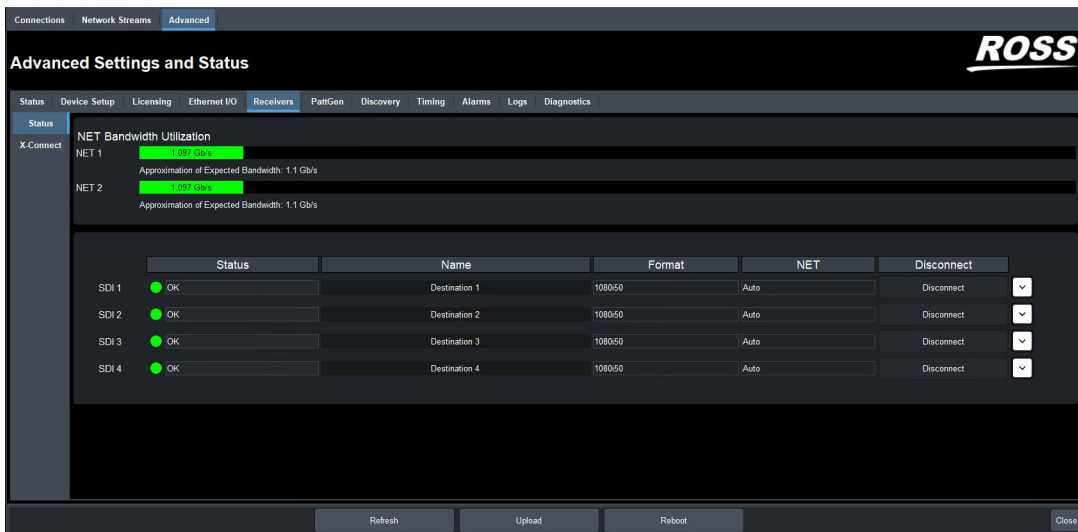 Connections Network Streams Advanced
ROSS
Advanced Settings and Status
Status Device Setup Licensing Ethernet I/O Receivers PattGen Discovery Timing Alarms Logs Diagnostics
Status
X-Connect
NET Bandwidth Utilization
NET 1 1.097 Gb/s
Approximation of Expected Bandwidth: 1.1 Gb/s
NET 2 1.097 Gb/s
Approximation of Expected Bandwidth: 1.1 Gb/s
Status Name Format NET Disconnect
SDI 1 OK Destination 1 1080i50 Auto Disconnect
SDI 2 OK Destination 2 1080i50 Auto Disconnect
SDI 3 OK Destination 3 1080i50 Auto Disconnect
SDI 4 OK Destination 4 1080i50 Auto Disconnect
Refresh Upload Reboot Close